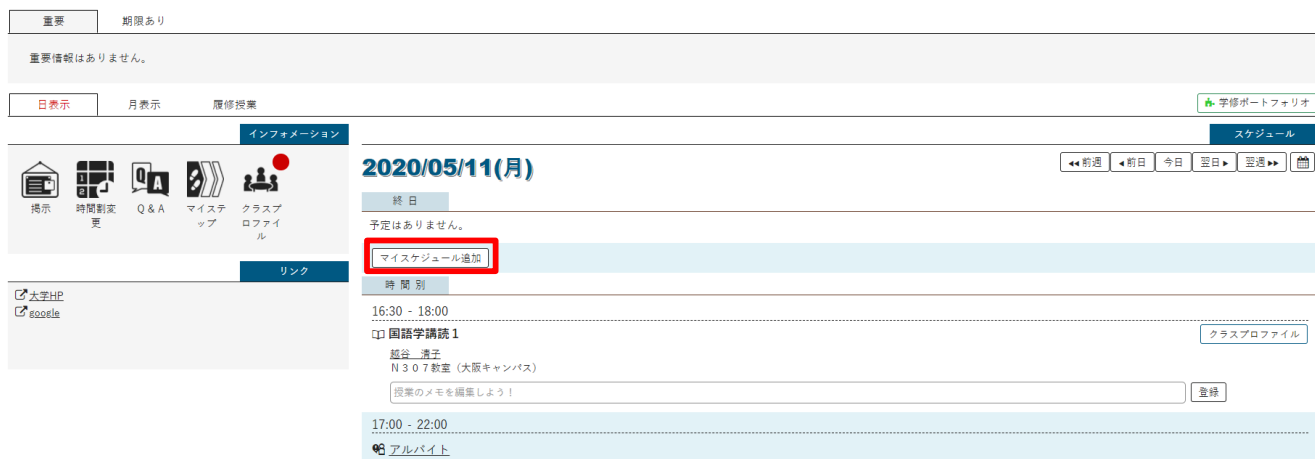 重要 期限あり
重要情報はありません。
日表示 月表示 履修授業 学修ポートフォリオ
インフォメーション スケジュール
2020/05/11(月) 前週 前日 今日 翌日 翌週
終日
掲示 時間割変更 Q & A マイステップ クラスプロファイル
予定はありません。
マイスケジュール追加
リンク
時間別
大学HP
google
16:30 - 18:00
国語学講読１ クラスプロファイル
越谷 清子
Ｎ３０７教室（大阪キャンパス）
授業のメモを編集しよう！ 登録
17:00 - 22:00
アルバイト